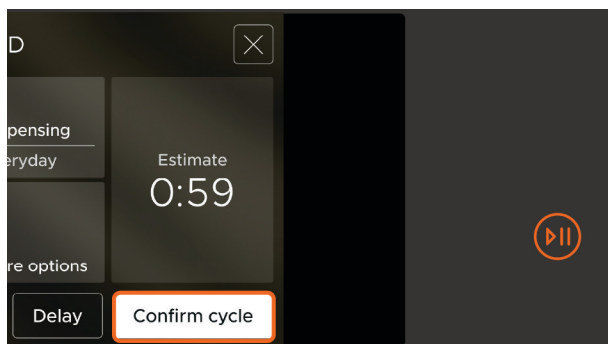 D
pensing
eryday
Estimate
0:59
re options
Delay
Confirm cycle